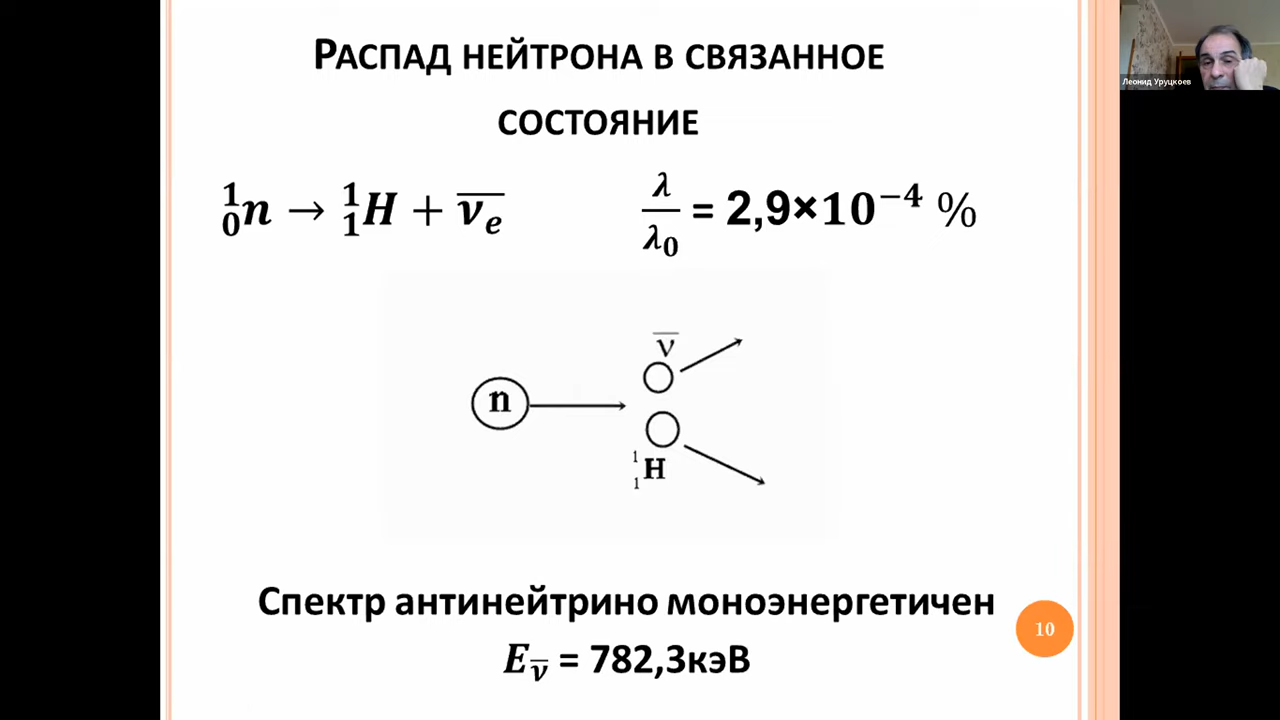 РАСПАД НЕЙТРОНА В СВЯЗАННОЕ
СОСТОЯНИЕ
¹₀n → ¹₁H + ν̅ₑ
λ/λ₀ = 2,9×10⁻⁴ %
ν̅
n
¹₁H
Спектр антинейтрино моноэнергетичен
E_ν̅ = 782,3кэВ
10
Леонид Уруцкоев